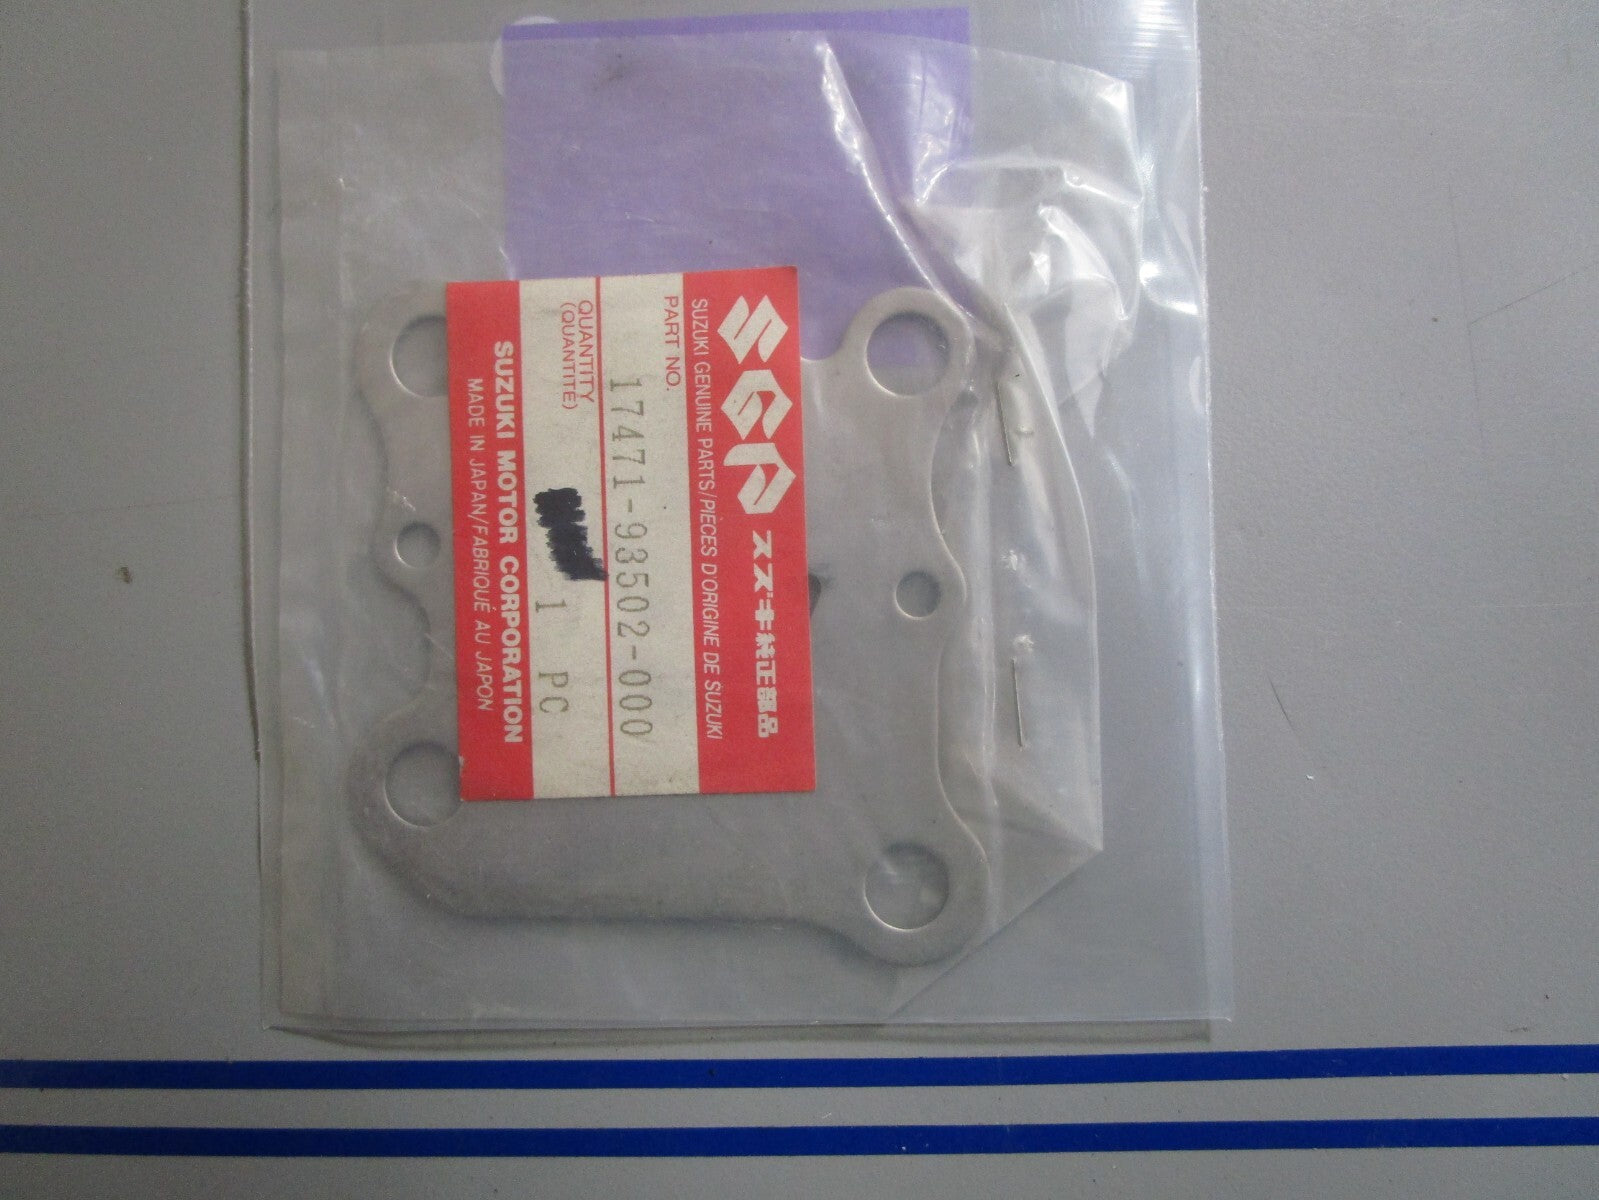 SGP
スズキ純正部品
SUZUKI GENUINE PARTS/PIÈCES D'ORIGINE DE SUZUKI
PART NO.
17471-93502-000
QUANTITY
(QUANTITÉ)
1 PC
SUZUKI MOTOR CORPORATION
MADE IN JAPAN/FABRIQUÉ AU JAPON